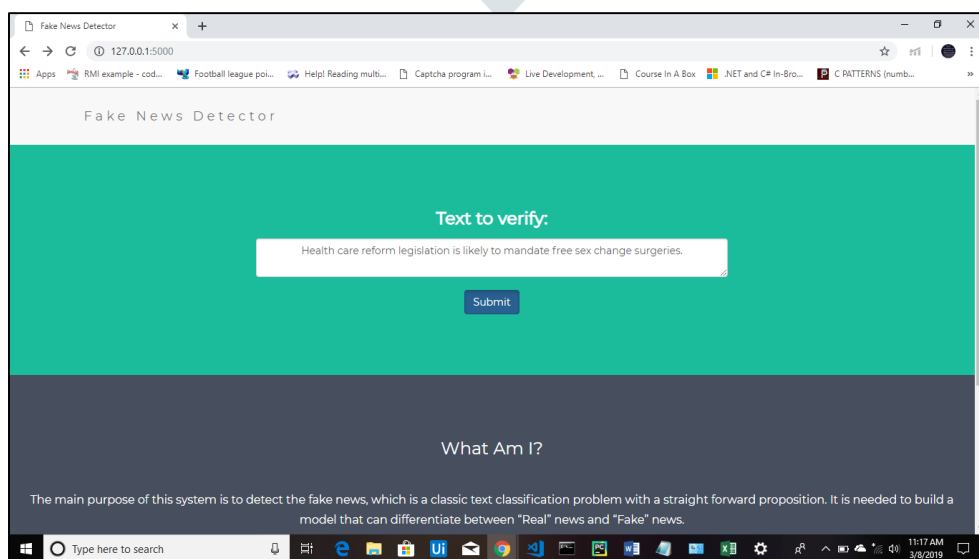 Fake News Detector
127.0.0.1:5000
Apps RMI example - cod... Football league poi... Help! Reading multi... Captcha program i... Live Development, ... Course In A Box .NET and C# In-Bro... C PATTERNS (numb... »
Fake News Detector
Text to verify:
Health care reform legislation is likely to mandate free sex change surgeries.
Submit
What Am I?
The main purpose of this system is to detect the fake news, which is a classic text classification problem with a straight forward proposition. It is needed to build a
model that can differentiate between “Real” news and “Fake” news.
Type here to search
11:17 AM
3/8/2019